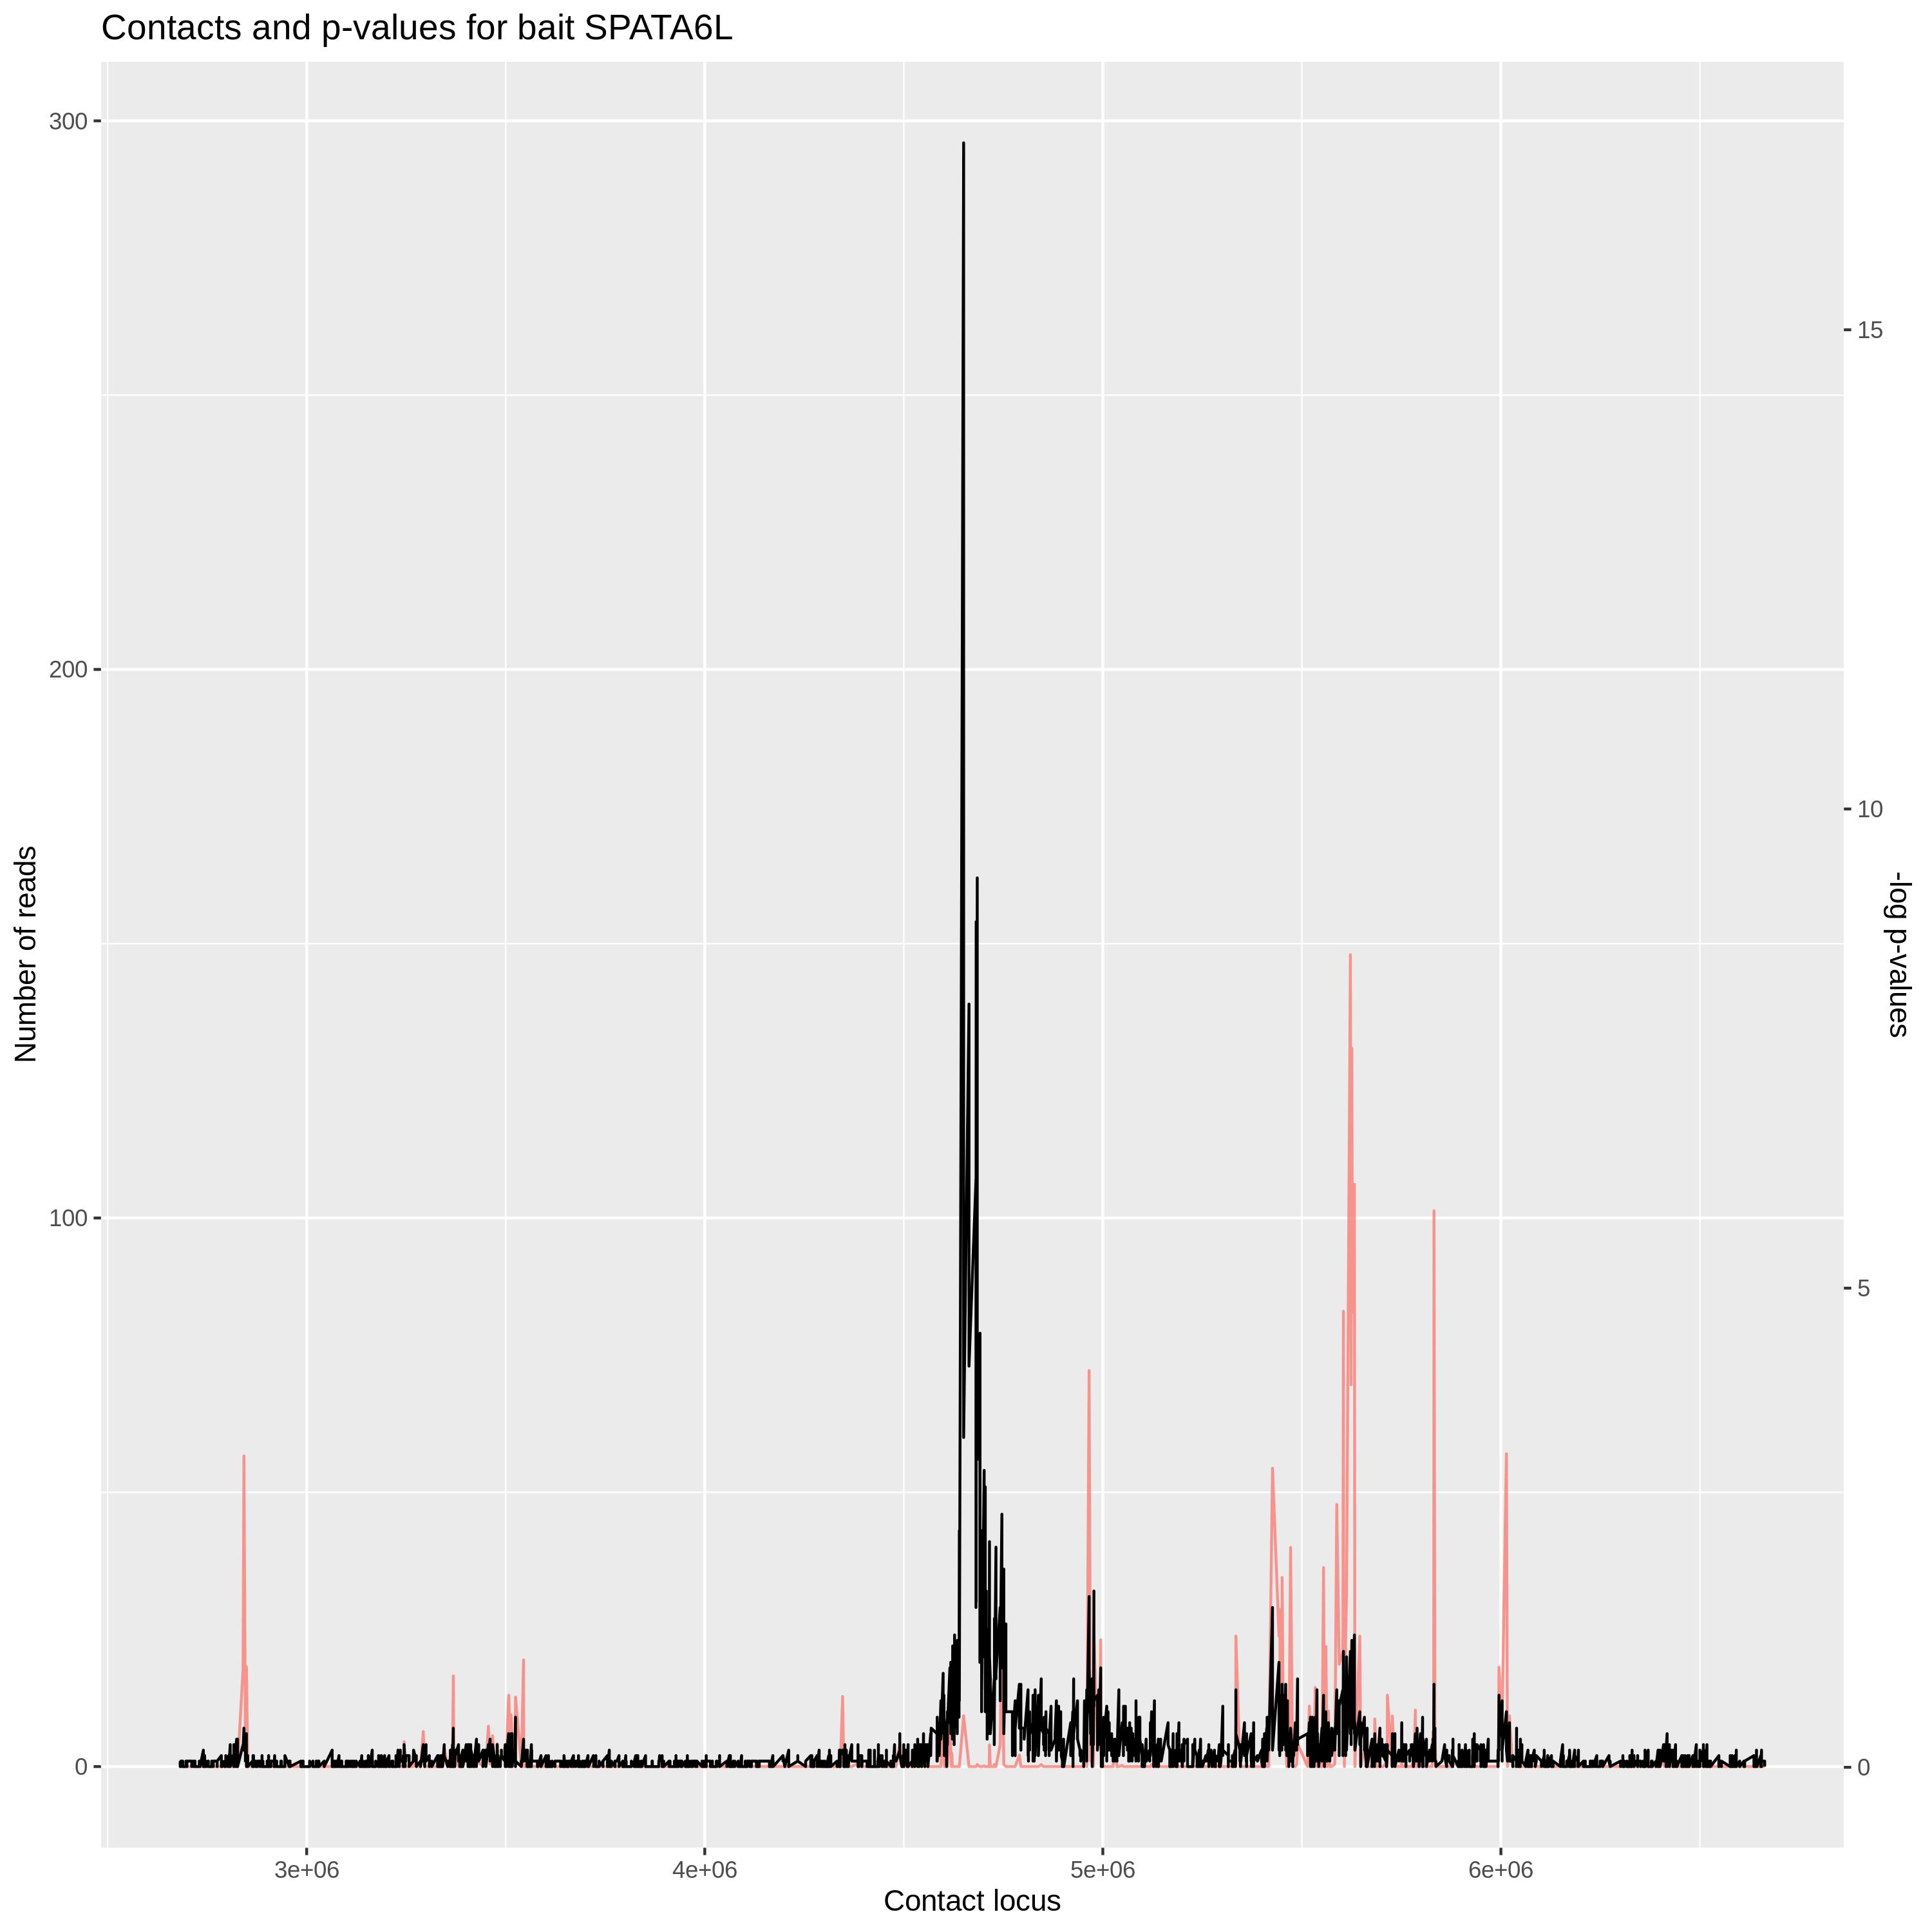 Contacts and p-values for bait SPATA6L
300
200
100
0
Number of reads
15
10
5
0
-log p-values
3e+06
4e+06
5e+06
6e+06
Contact locus